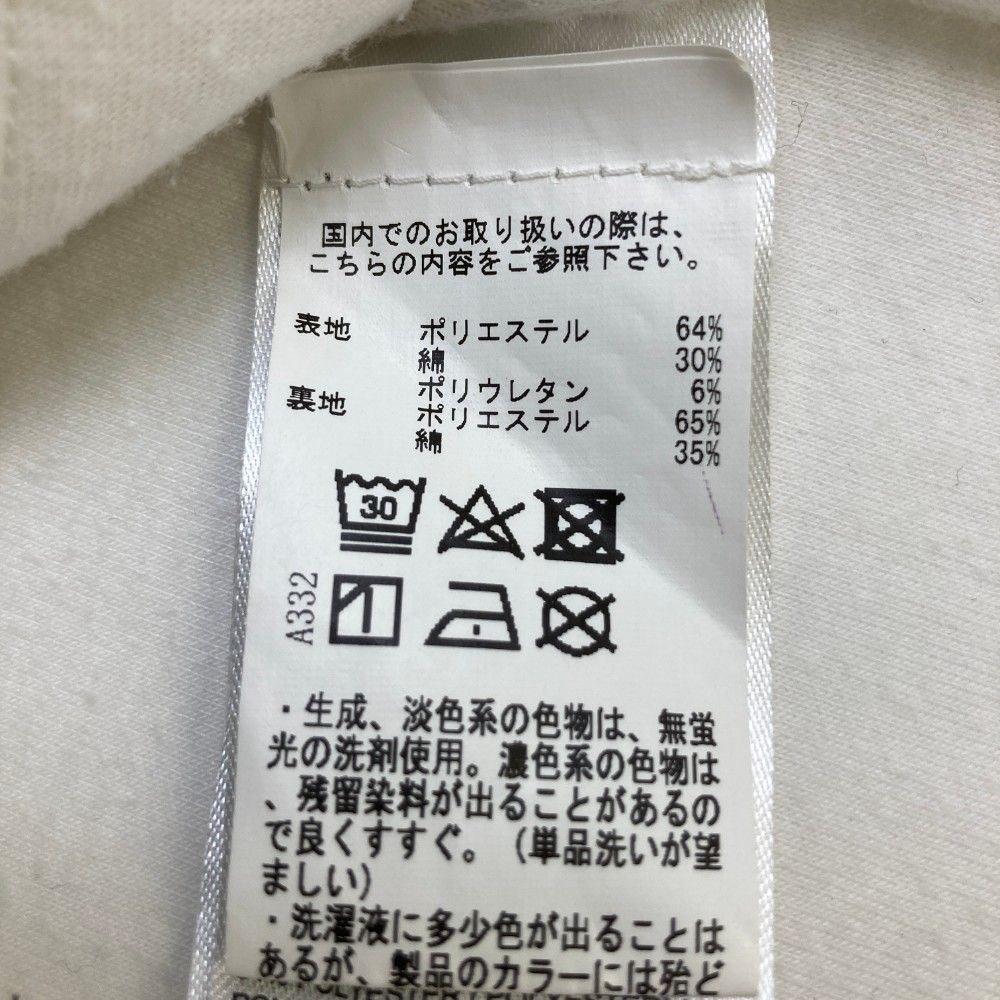 国内でのお取り扱いの際は、
こちらの内容をご参照下さい。
表地 ポリエステル 64%
綿 30%
ポリウレタン 6%
裏地 ポリエステル 65%
綿 35%
30
A332
・生成、淡色系の色物は、無蛍
光の洗剤使用。濃色系の色物は
、残留染料が出ることがあるの
で良くすすぐ。（単品洗いが望
ましい）
・洗濯液に多少色が出ることは
あるが、製品のカラーには殆ど